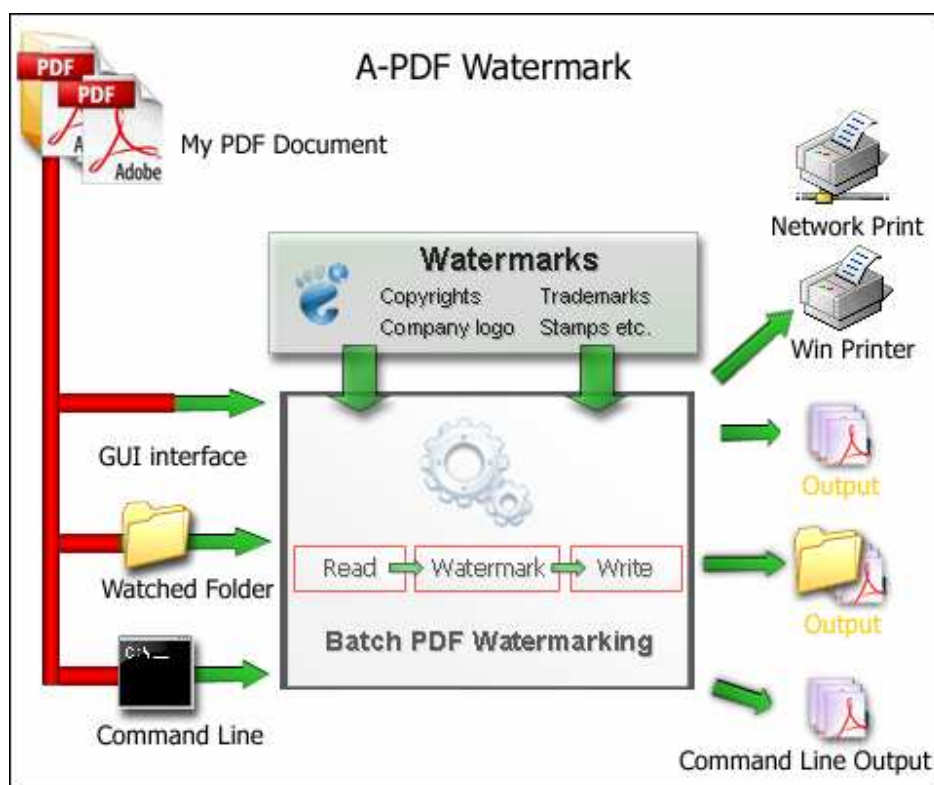 A-PDF Watermark
PDF
PDF
A
Adobe
My PDF Document
Network Print
Watermarks
Copyrights Trademarks
Company logo Stamps etc.
Win Printer
GUI interface
Output
Read Watermark Write
Watched Folder
Output
Batch PDF Watermarking
C:\__
Command Line
Command Line Output